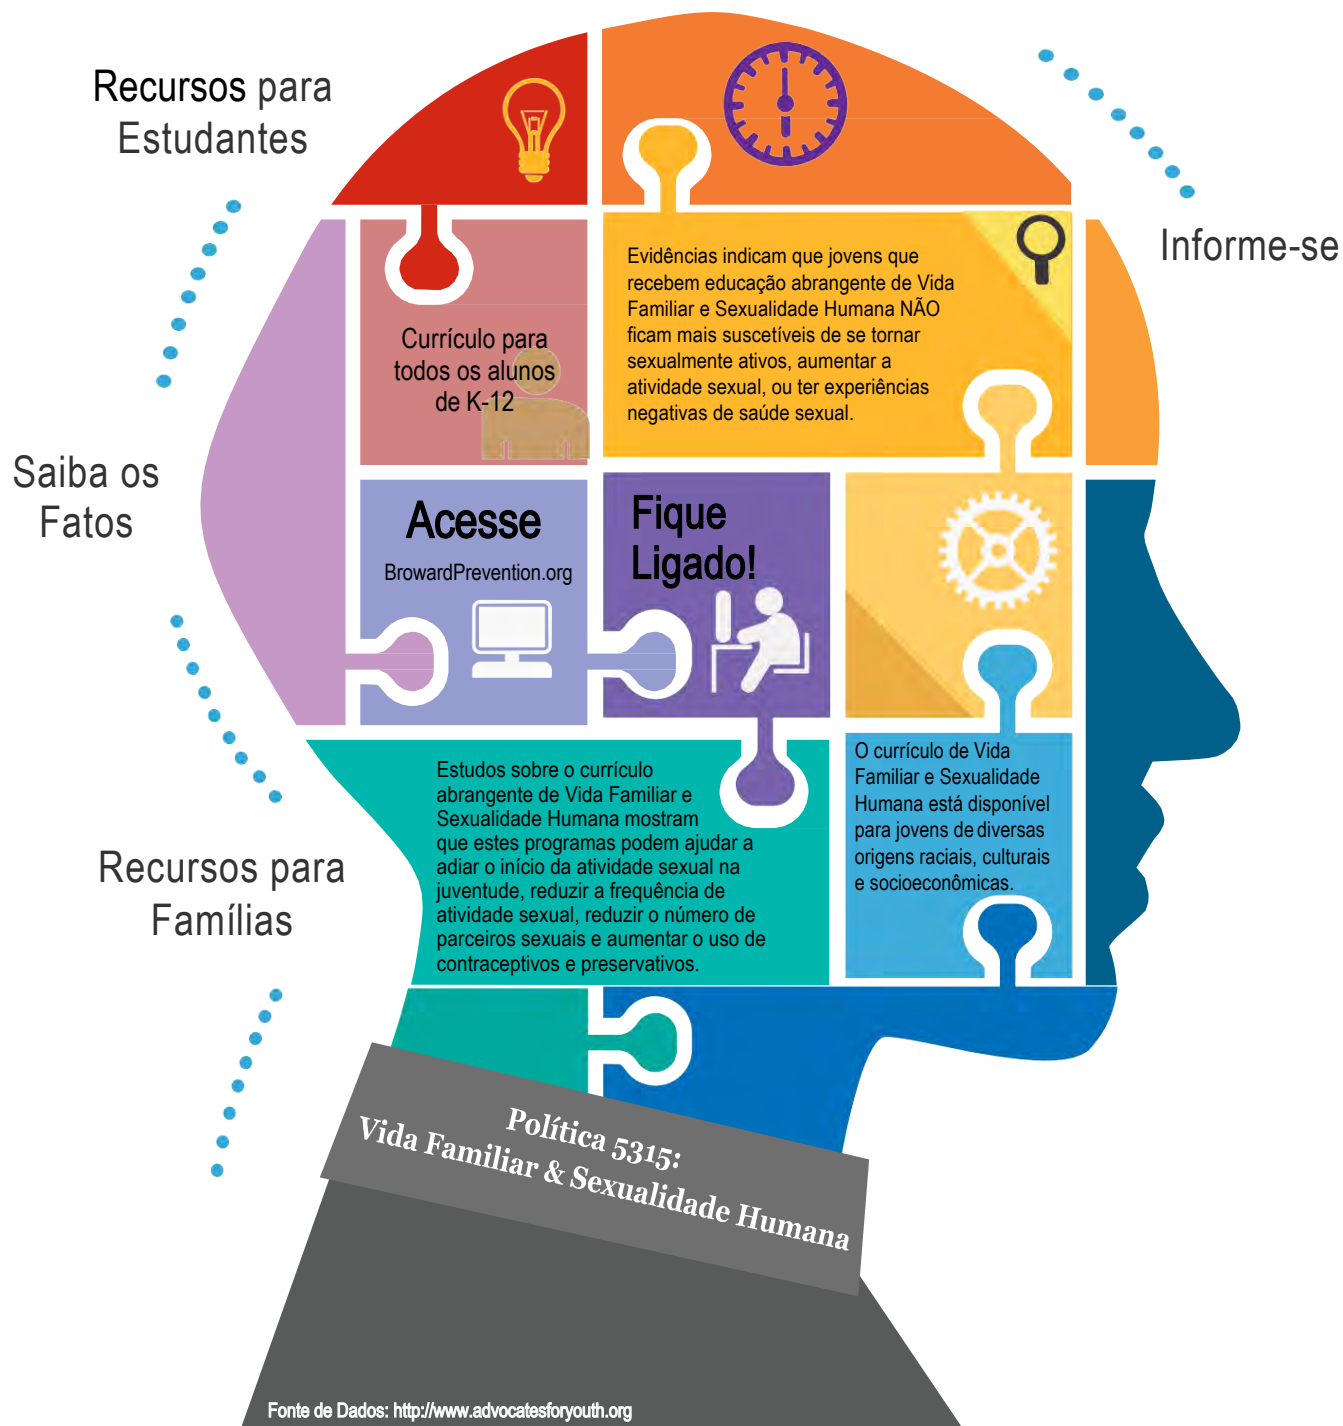 Recursos para
Estudantes
Informe-se
Evidências indicam que jovens que
recebem educação abrangente de Vida
Familiar e Sexualidade Humana NÃO
ficam mais suscetíveis de se tornar
sexualmente ativos, aumentar a
atividade sexual, ou ter experiências
negativas de saúde sexual.
Currículo para
todos os alunos
de K-12
Saiba os
Fatos
Acesse
BrowardPrevention.org
Fique
Ligado!
O currículo de Vida
Familiar e Sexualidade
Humana está disponível
para jovens de diversas
origens raciais, culturais
e socioeconômicas.
Estudos sobre o currículo
abrangente de Vida Familiar e
Sexualidade Humana mostram
que estes programas podem ajudar a
adiar o início da atividade sexual na
juventude, reduzir a frequência de
atividade sexual, reduzir o número de
parceiros sexuais e aumentar o uso de
contraceptivos e preservativos.
Recursos para
Famílias
Política 5315:
Vida Familiar & Sexualidade Humana
Fonte de Dados: http://www.advocatesforyouth.org